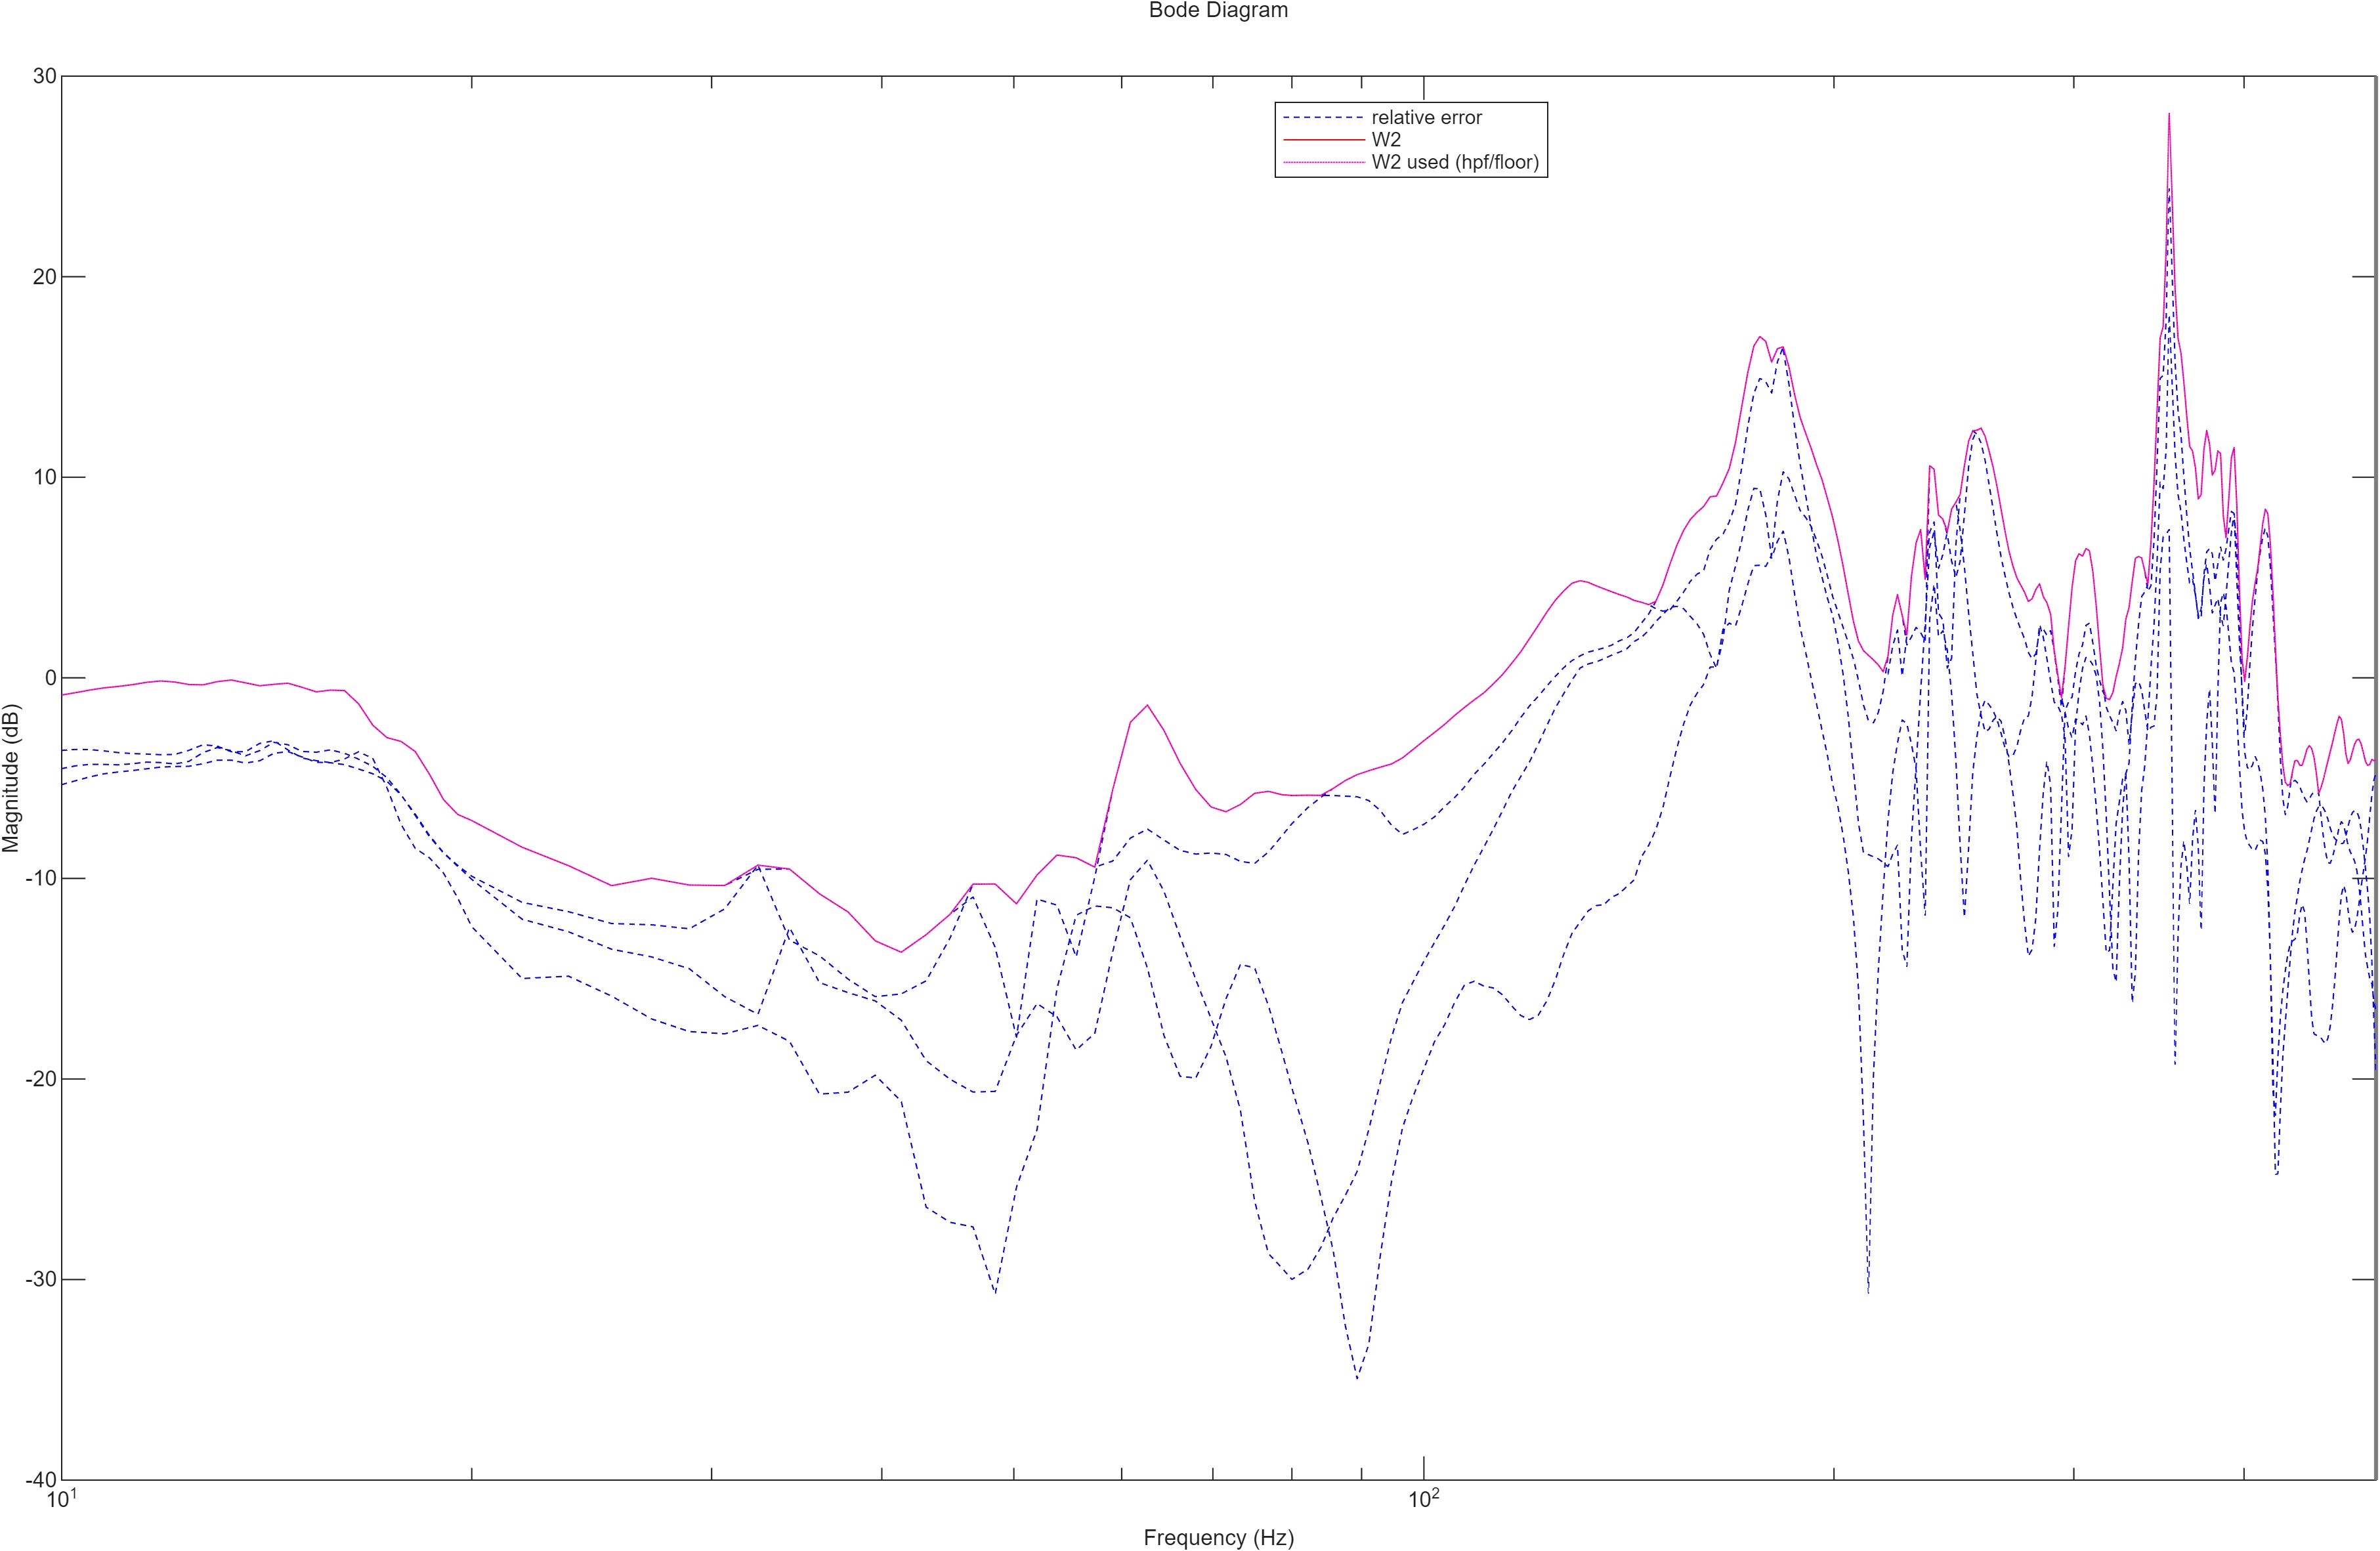 Bode Diagram
30
20
10
0
-10
-20
-30
-40
Magnitude (dB)
relative error
W2
W2 used (hpf/floor)
10¹
10²
Frequency (Hz)